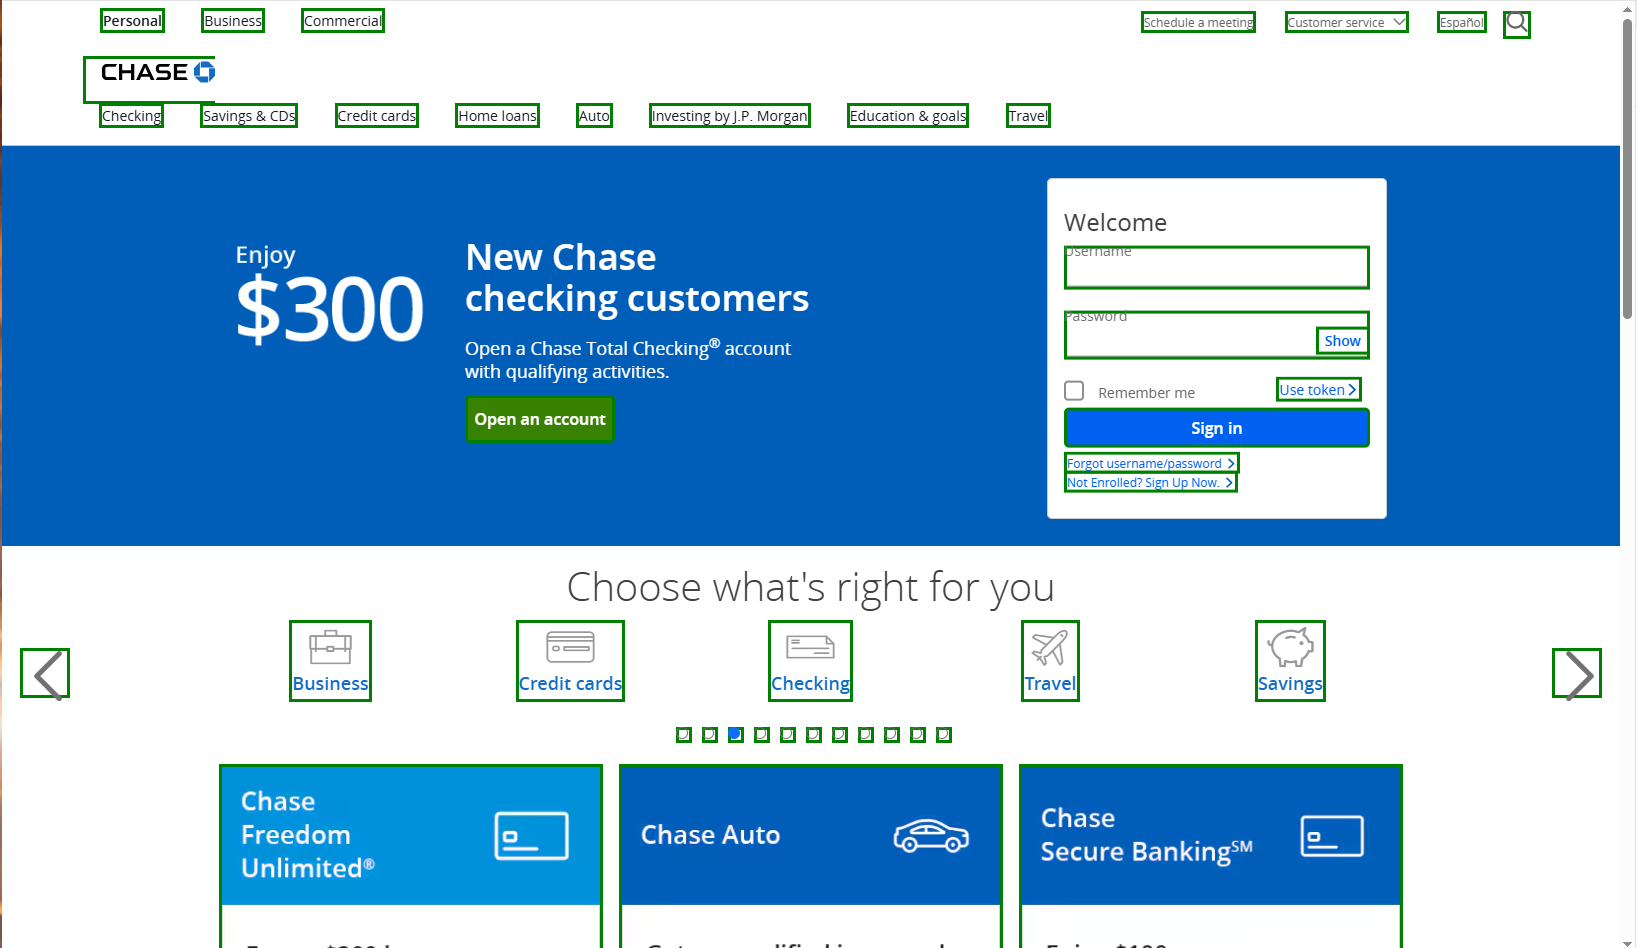 Personal
Business
Commercial
Schedule a meeting
Customer service
Español
CHASE
Checking
Savings & CDs
Credit cards
Home loans
Auto
Investing by J.P. Morgan
Education & goals
Travel
Enjoy
$300
New Chase
checking customers
Open a Chase Total Checking® account
with qualifying activities.
Open an account
Welcome
Username
Password
Show
Remember me
Use token
Sign in
Forgot username/password
Not Enrolled? Sign Up Now.
Choose what's right for you
Business
Credit cards
Checking
Travel
Savings
Chase
Freedom
Unlimited®
Chase Auto
Chase
Secure Banking℠